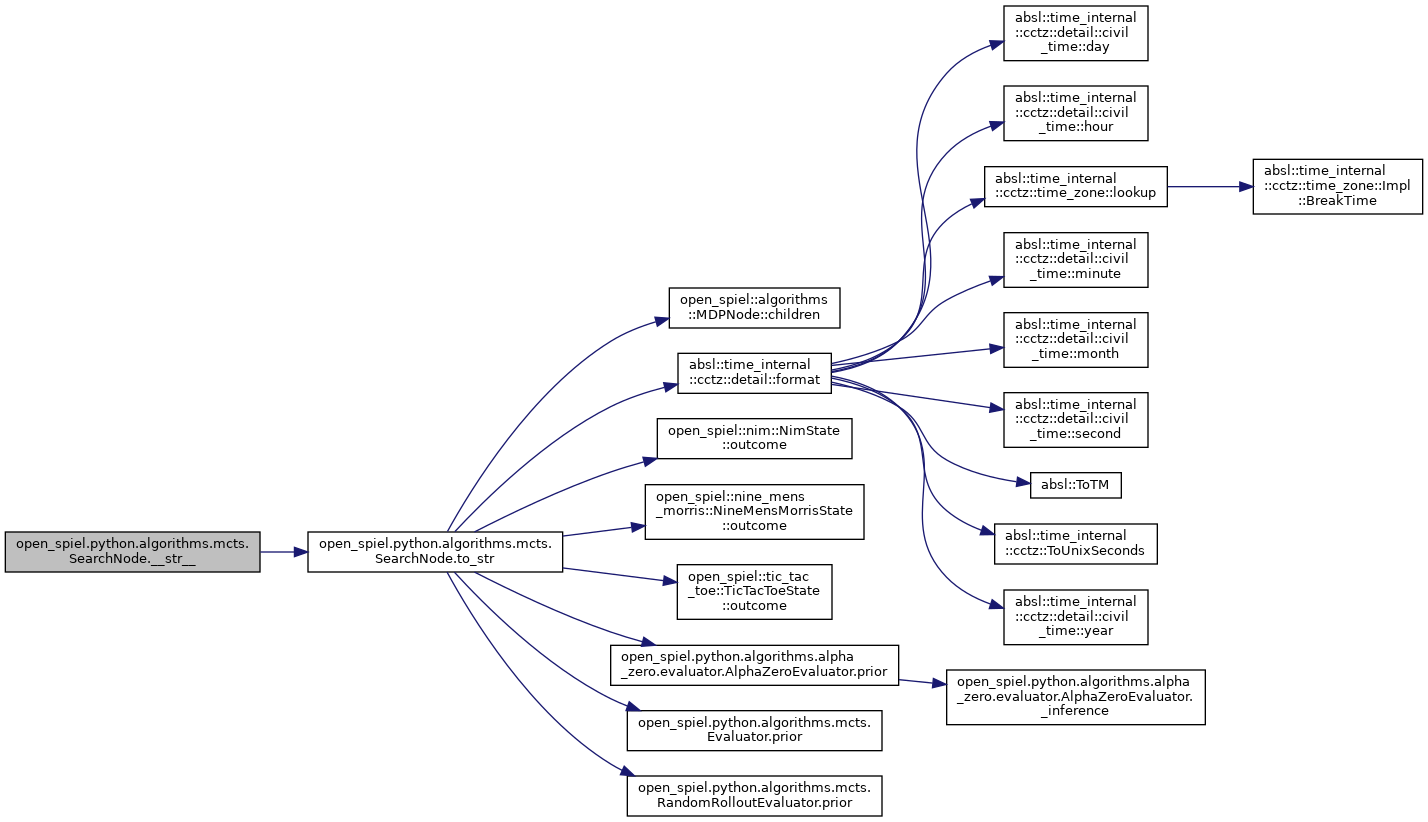 open_spiel.python.algorithms.mcts.
SearchNode.__str__
open_spiel.python.algorithms.mcts.
SearchNode.to_str
open_spiel::algorithms
::MDPNode::children
absl::time_internal
::cctz::detail::format
open_spiel::nim::NimState
::outcome
open_spiel::nine_mens
_morris::NineMensMorrisState
::outcome
open_spiel::tic_tac
_toe::TicTacToeState
::outcome
open_spiel.python.algorithms.alpha
_zero.evaluator.AlphaZeroEvaluator.prior
open_spiel.python.algorithms.mcts.
Evaluator.prior
open_spiel.python.algorithms.mcts.
RandomRolloutEvaluator.prior
absl::time_internal
::cctz::detail::civil
_time::day
absl::time_internal
::cctz::detail::civil
_time::hour
absl::time_internal
::cctz::time_zone::lookup
absl::time_internal
::cctz::detail::civil
_time::minute
absl::time_internal
::cctz::detail::civil
_time::month
absl::time_internal
::cctz::detail::civil
_time::second
absl::ToTM
absl::time_internal
::cctz::ToUnixSeconds
absl::time_internal
::cctz::detail::civil
_time::year
open_spiel.python.algorithms.alpha
_zero.evaluator.AlphaZeroEvaluator.
_inference
absl::time_internal
::cctz::time_zone::Impl
::BreakTime